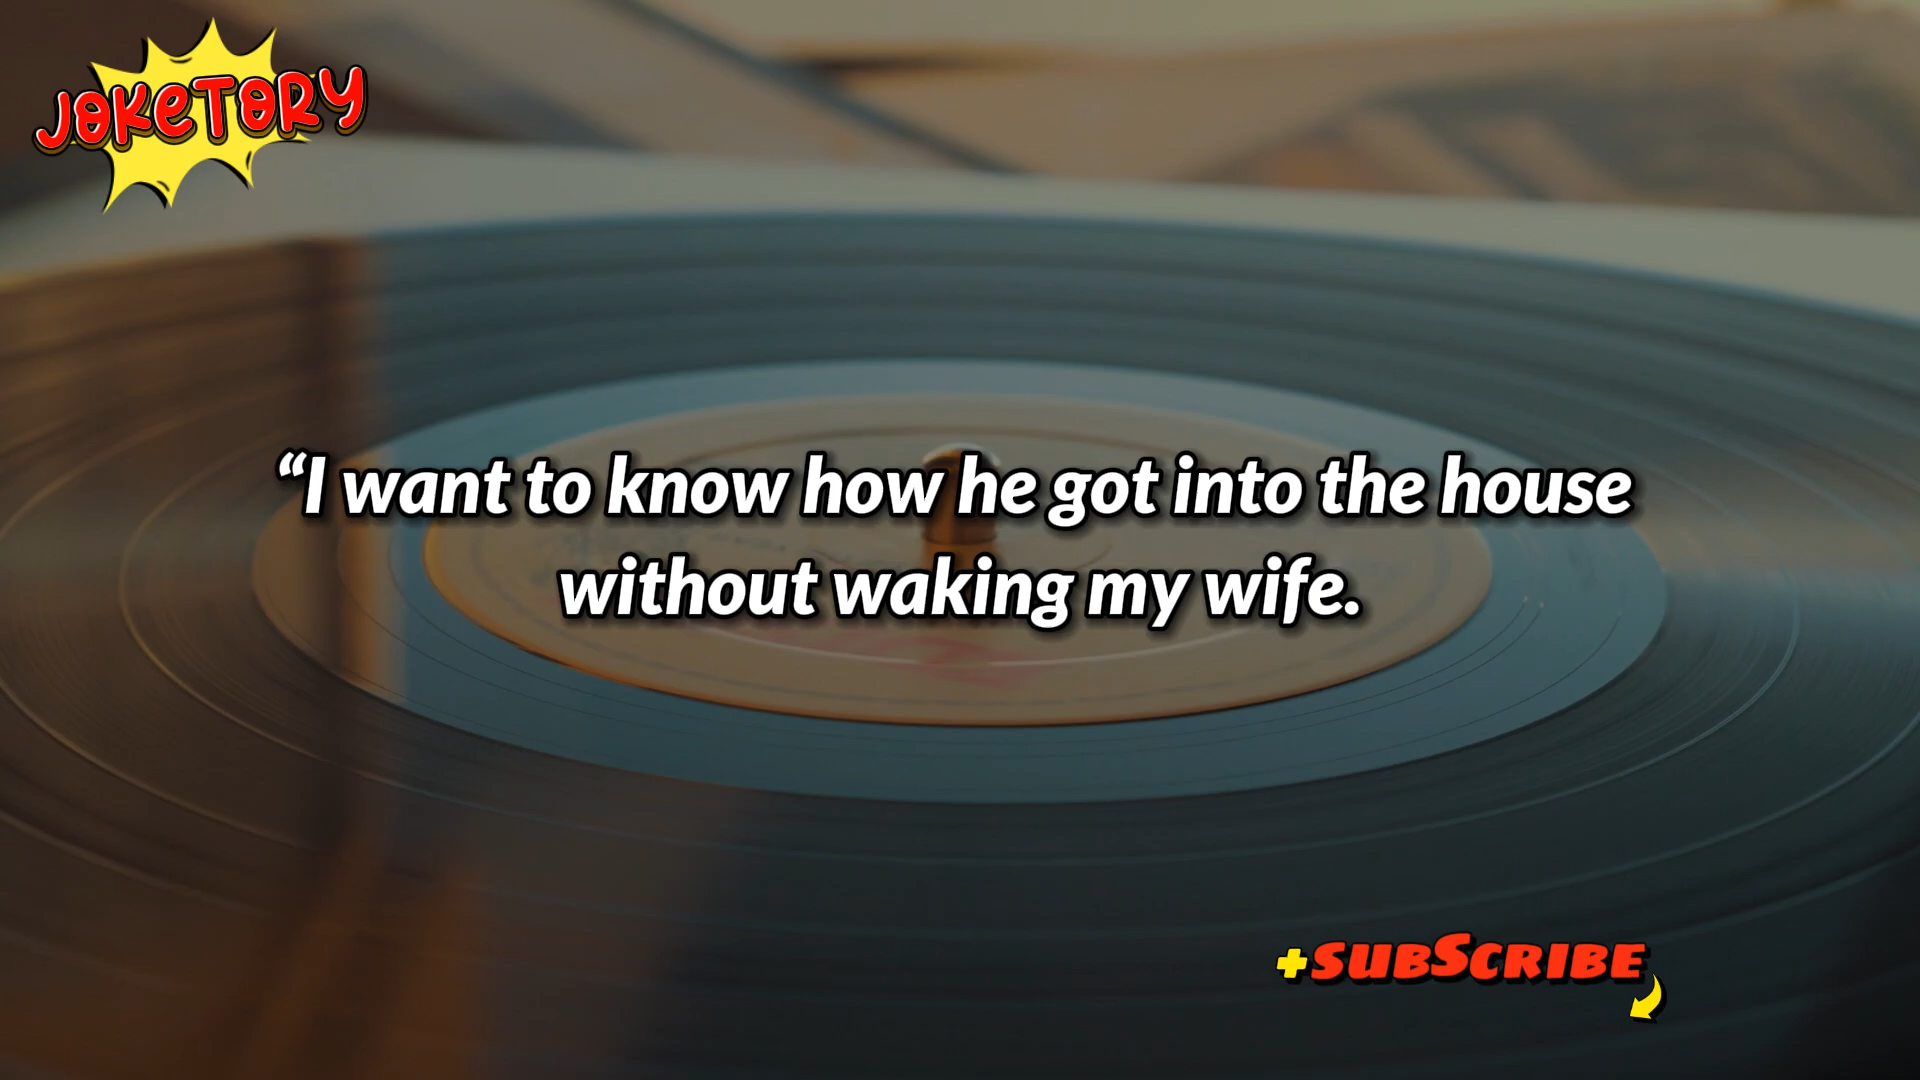 JOKETORY
“I want to know how he got into the house
without waking my wife.
+SUBSCRIBE